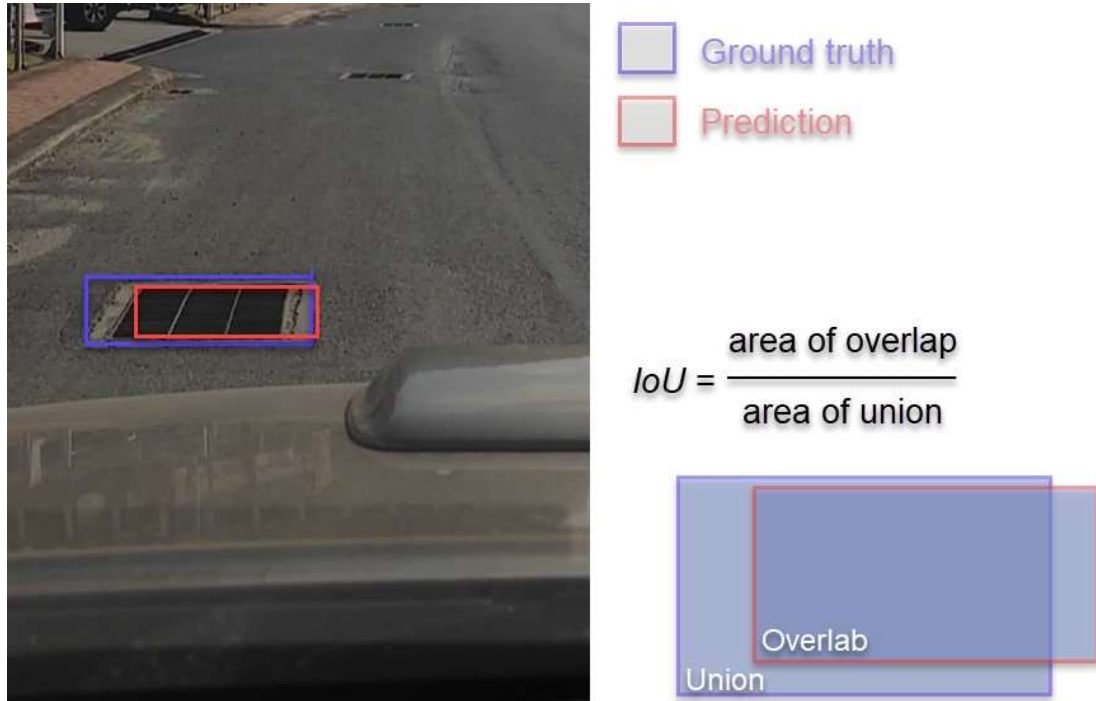 Ground truth
Prediction
IoU =
area of overlap
area of union
Overlab
Union